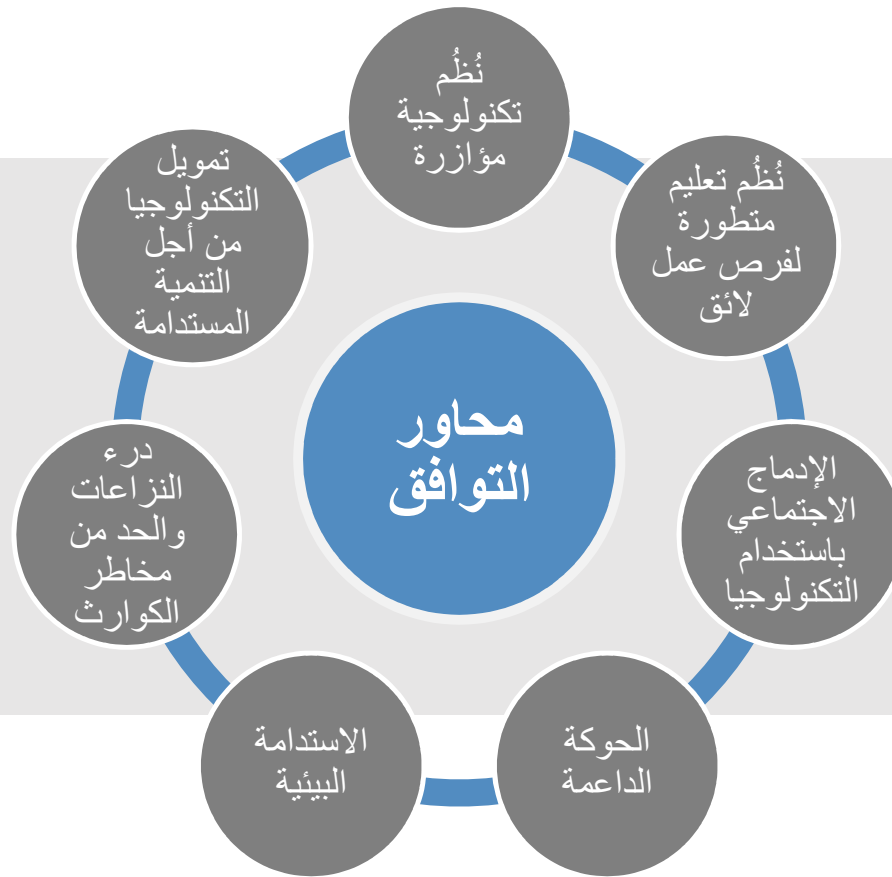 نُظُم
تكنولوجية
مؤازرة
نُظُم تعليم
متطورة
لفرص عمل
لائق
الإدماج
الاجتماعي
باستخدام
التكنولوجيا
الحوكة
الداعمة
الاستدامة
البيئية
درء
النزاعات
والحد من
مخاطر
الكوارث
تمويل
التكنولوجيا
من أجل
التنمية
المستدامة
محاور
التوافق